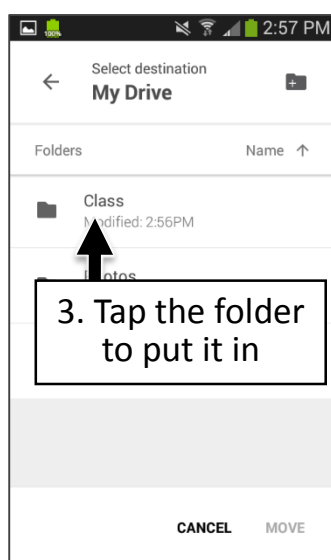 100%
2:57 PM
Select destination
My Drive
Folders
Name
Class
Modified: 2:56PM
3. Tap the folder
to put it in
CANCEL
MOVE